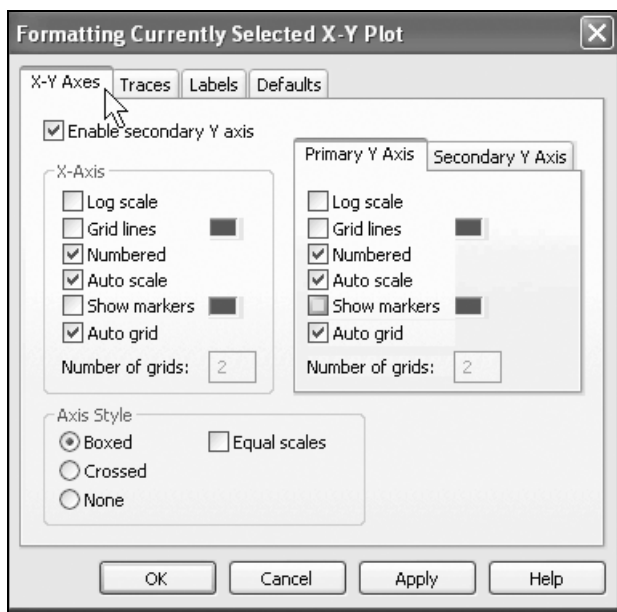 Formatting Currently Selected X-Y Plot
X-Y Axes Traces Labels Defaults
Enable secondary Y axis
X-Axis
Log scale
Grid lines
Numbered
Auto scale
Show markers
Auto grid
Number of grids: 2
Primary Y Axis Secondary Y Axis
Log scale
Grid lines
Numbered
Auto scale
Show markers
Auto grid
Number of grids: 2
Axis Style
Boxed Equal scales
Crossed
None
OK Cancel Apply Help